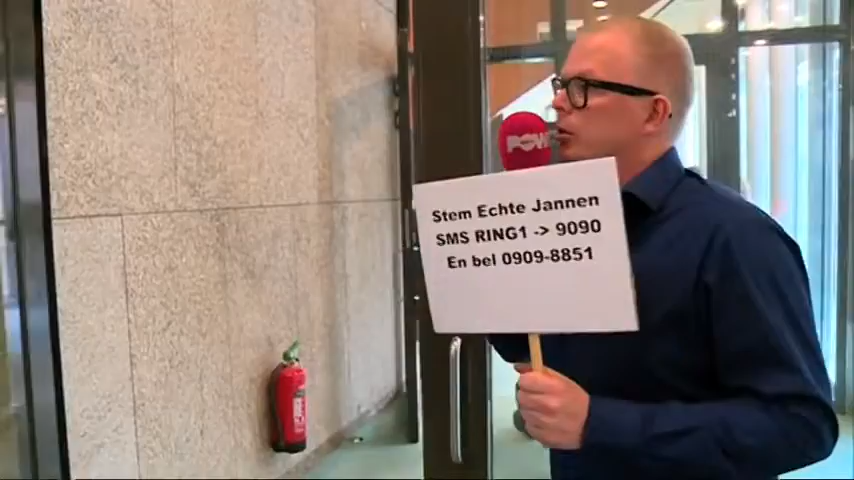 POW
Stem Echte Jannen
SMS RING1 -> 9090
En bel 0909-8851